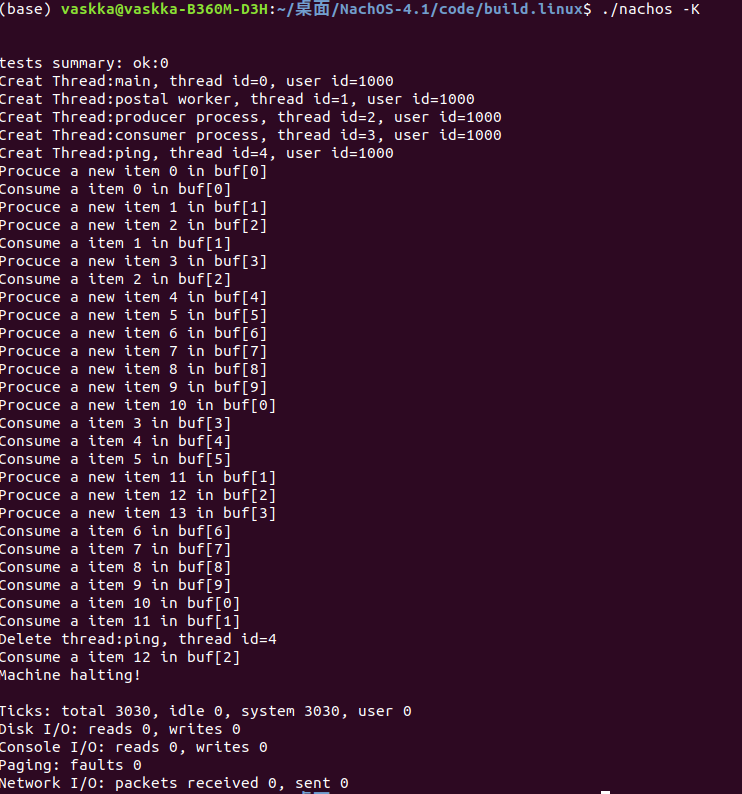 (base) vaskka@vaskka-B360M-D3H:~/桌面/NachOS-4.1/code/build.linux$ ./nachos -K
tests summary: ok:0
Creat Thread:main, thread id=0, user id=1000
Creat Thread:postal worker, thread id=1, user id=1000
Creat Thread:producer process, thread id=2, user id=1000
Creat Thread:consumer process, thread id=3, user id=1000
Creat Thread:ping, thread id=4, user id=1000
Procuce a new item 0 in buf[0]
Consume a item 0 in buf[0]
Procuce a new item 1 in buf[1]
Procuce a new item 2 in buf[2]
Consume a item 1 in buf[1]
Procuce a new item 3 in buf[3]
Consume a item 2 in buf[2]
Procuce a new item 4 in buf[4]
Procuce a new item 5 in buf[5]
Procuce a new item 6 in buf[6]
Procuce a new item 7 in buf[7]
Procuce a new item 8 in buf[8]
Procuce a new item 9 in buf[9]
Procuce a new item 10 in buf[0]
Consume a item 3 in buf[3]
Consume a item 4 in buf[4]
Consume a item 5 in buf[5]
Procuce a new item 11 in buf[1]
Procuce a new item 12 in buf[2]
Procuce a new item 13 in buf[3]
Consume a item 6 in buf[6]
Consume a item 7 in buf[7]
Consume a item 8 in buf[8]
Consume a item 9 in buf[9]
Consume a item 10 in buf[0]
Consume a item 11 in buf[1]
Delete thread:ping, thread id=4
Consume a item 12 in buf[2]
Machine halting!
Ticks: total 3030, idle 0, system 3030, user 0
Disk I/O: reads 0, writes 0
Console I/O: reads 0, writes 0
Paging: faults 0
Network I/O: packets received 0, sent 0